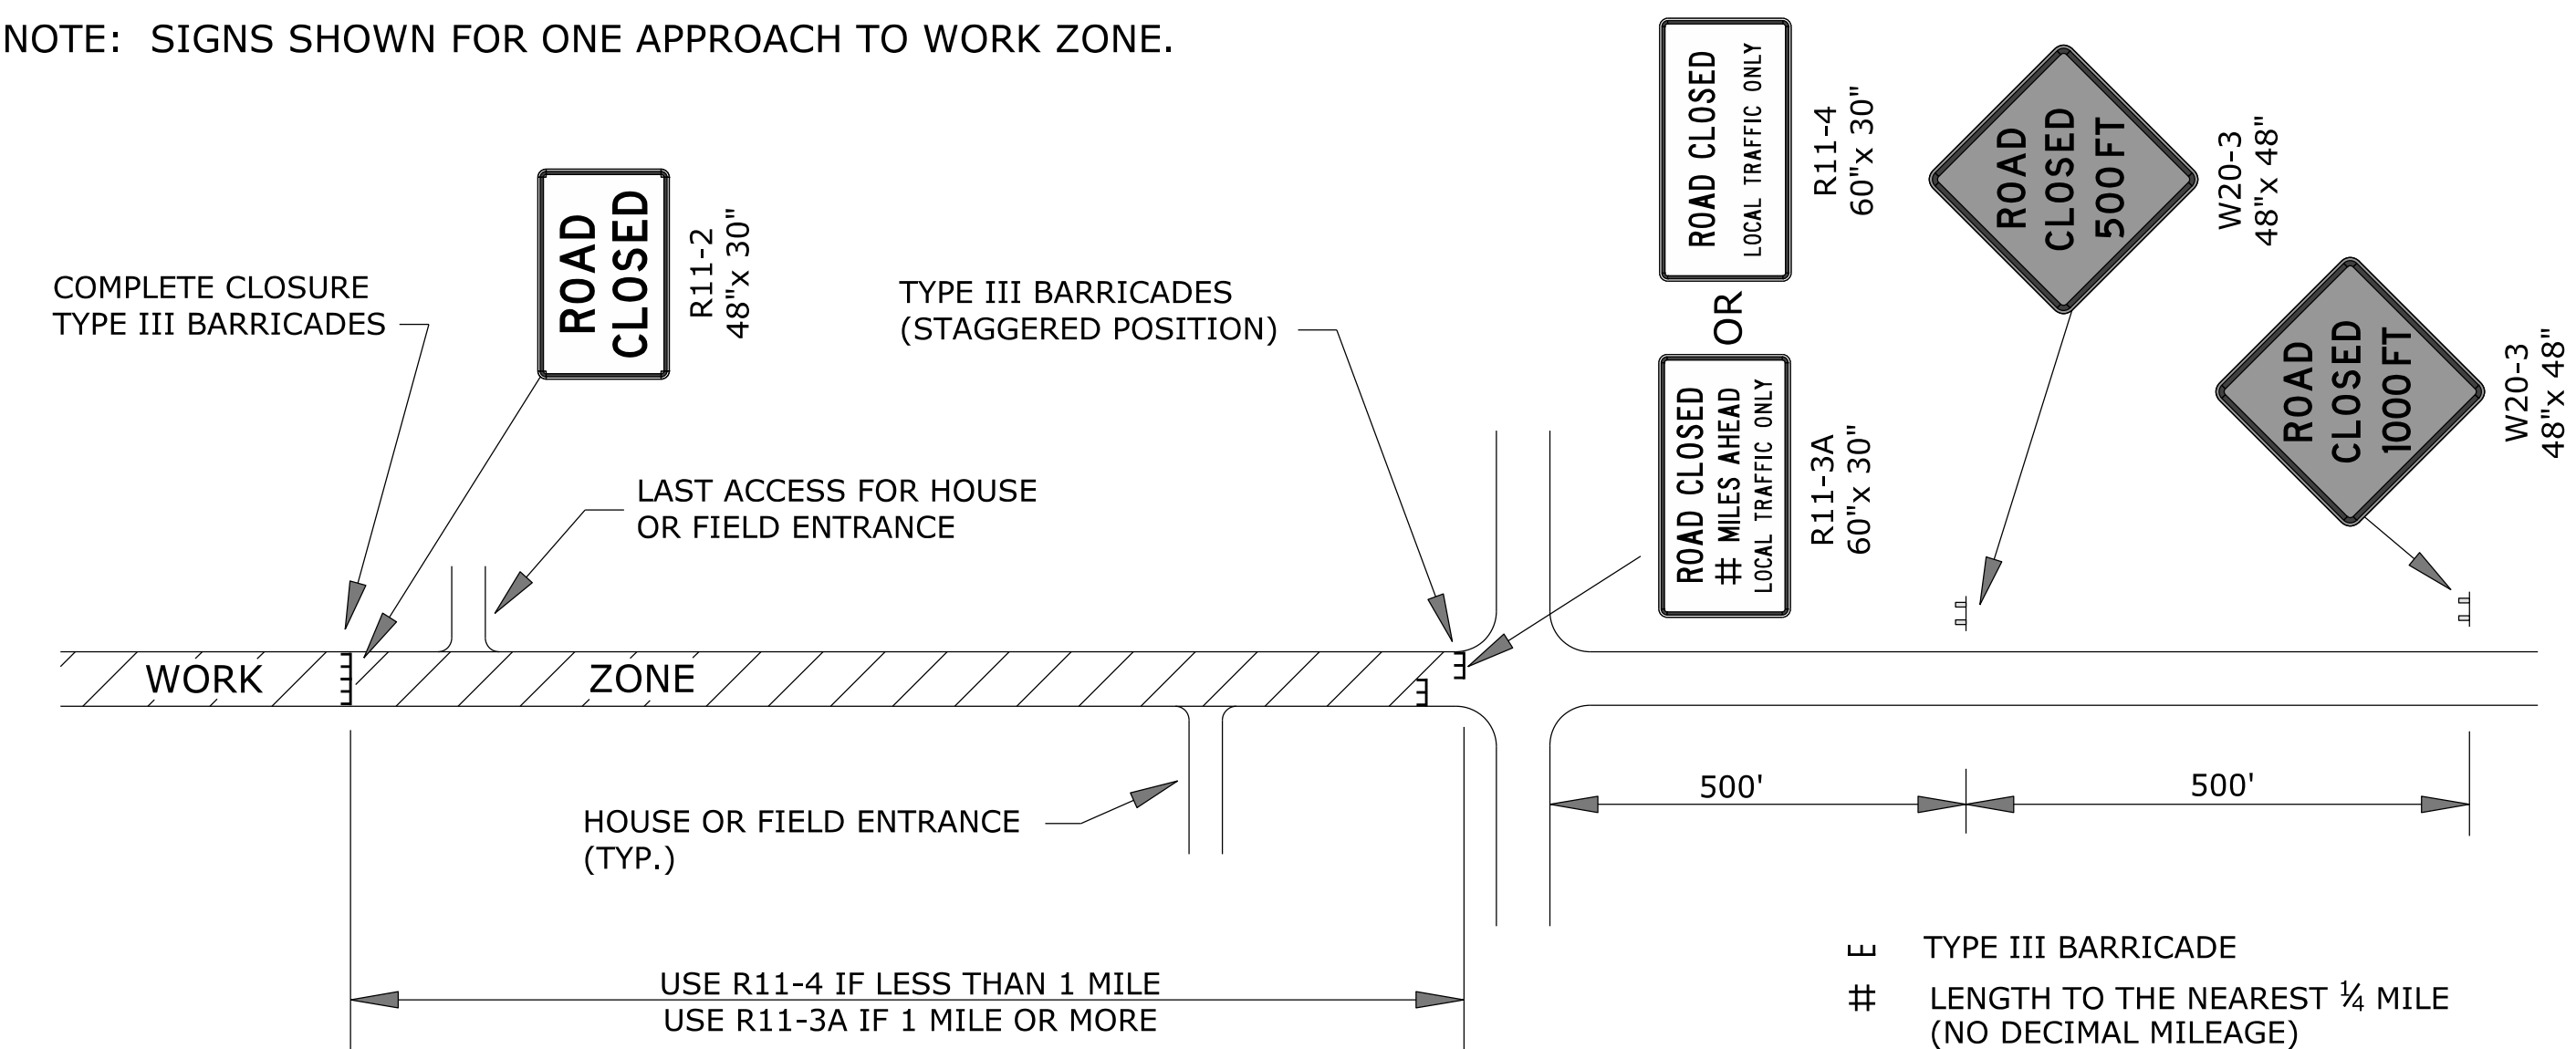 NOTE: SIGNS SHOWN FOR ONE APPROACH TO WORK ZONE.
COMPLETE CLOSURE
TYPE III BARRICADES
ROAD
CLOSED
R11-2
48"x 30"
TYPE III BARRICADES
(STAGGERED POSITION)
ROAD CLOSED
LOCAL TRAFFIC ONLY
R11-4
60"x 30"
OR
ROAD CLOSED
# MILES AHEAD
LOCAL TRAFFIC ONLY
R11-3A
60"x 30"
ROAD
CLOSED
500FT
W20-3
48"x 48"
ROAD
CLOSED
1000FT
W20-3
48"x 48"
LAST ACCESS FOR HOUSE
OR FIELD ENTRANCE
WORK ZONE
HOUSE OR FIELD ENTRANCE
(TYP.)
500' 500'
USE R11-4 IF LESS THAN 1 MILE
USE R11-3A IF 1 MILE OR MORE
E TYPE III BARRICADE
# LENGTH TO THE NEAREST ¼ MILE
(NO DECIMAL MILEAGE)